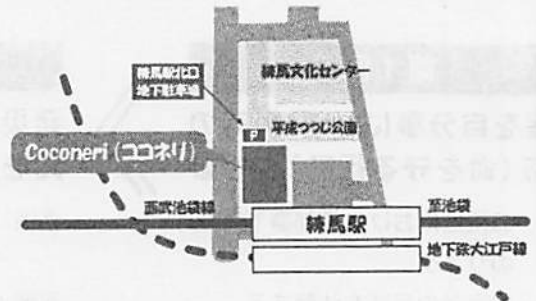 練馬文化センター
練馬駅北口
地下駐車場
P
平成つつじ公園
Coconeri (ココネリ)
西武池袋線
至池袋
練馬駅
地下鉄大江戸線